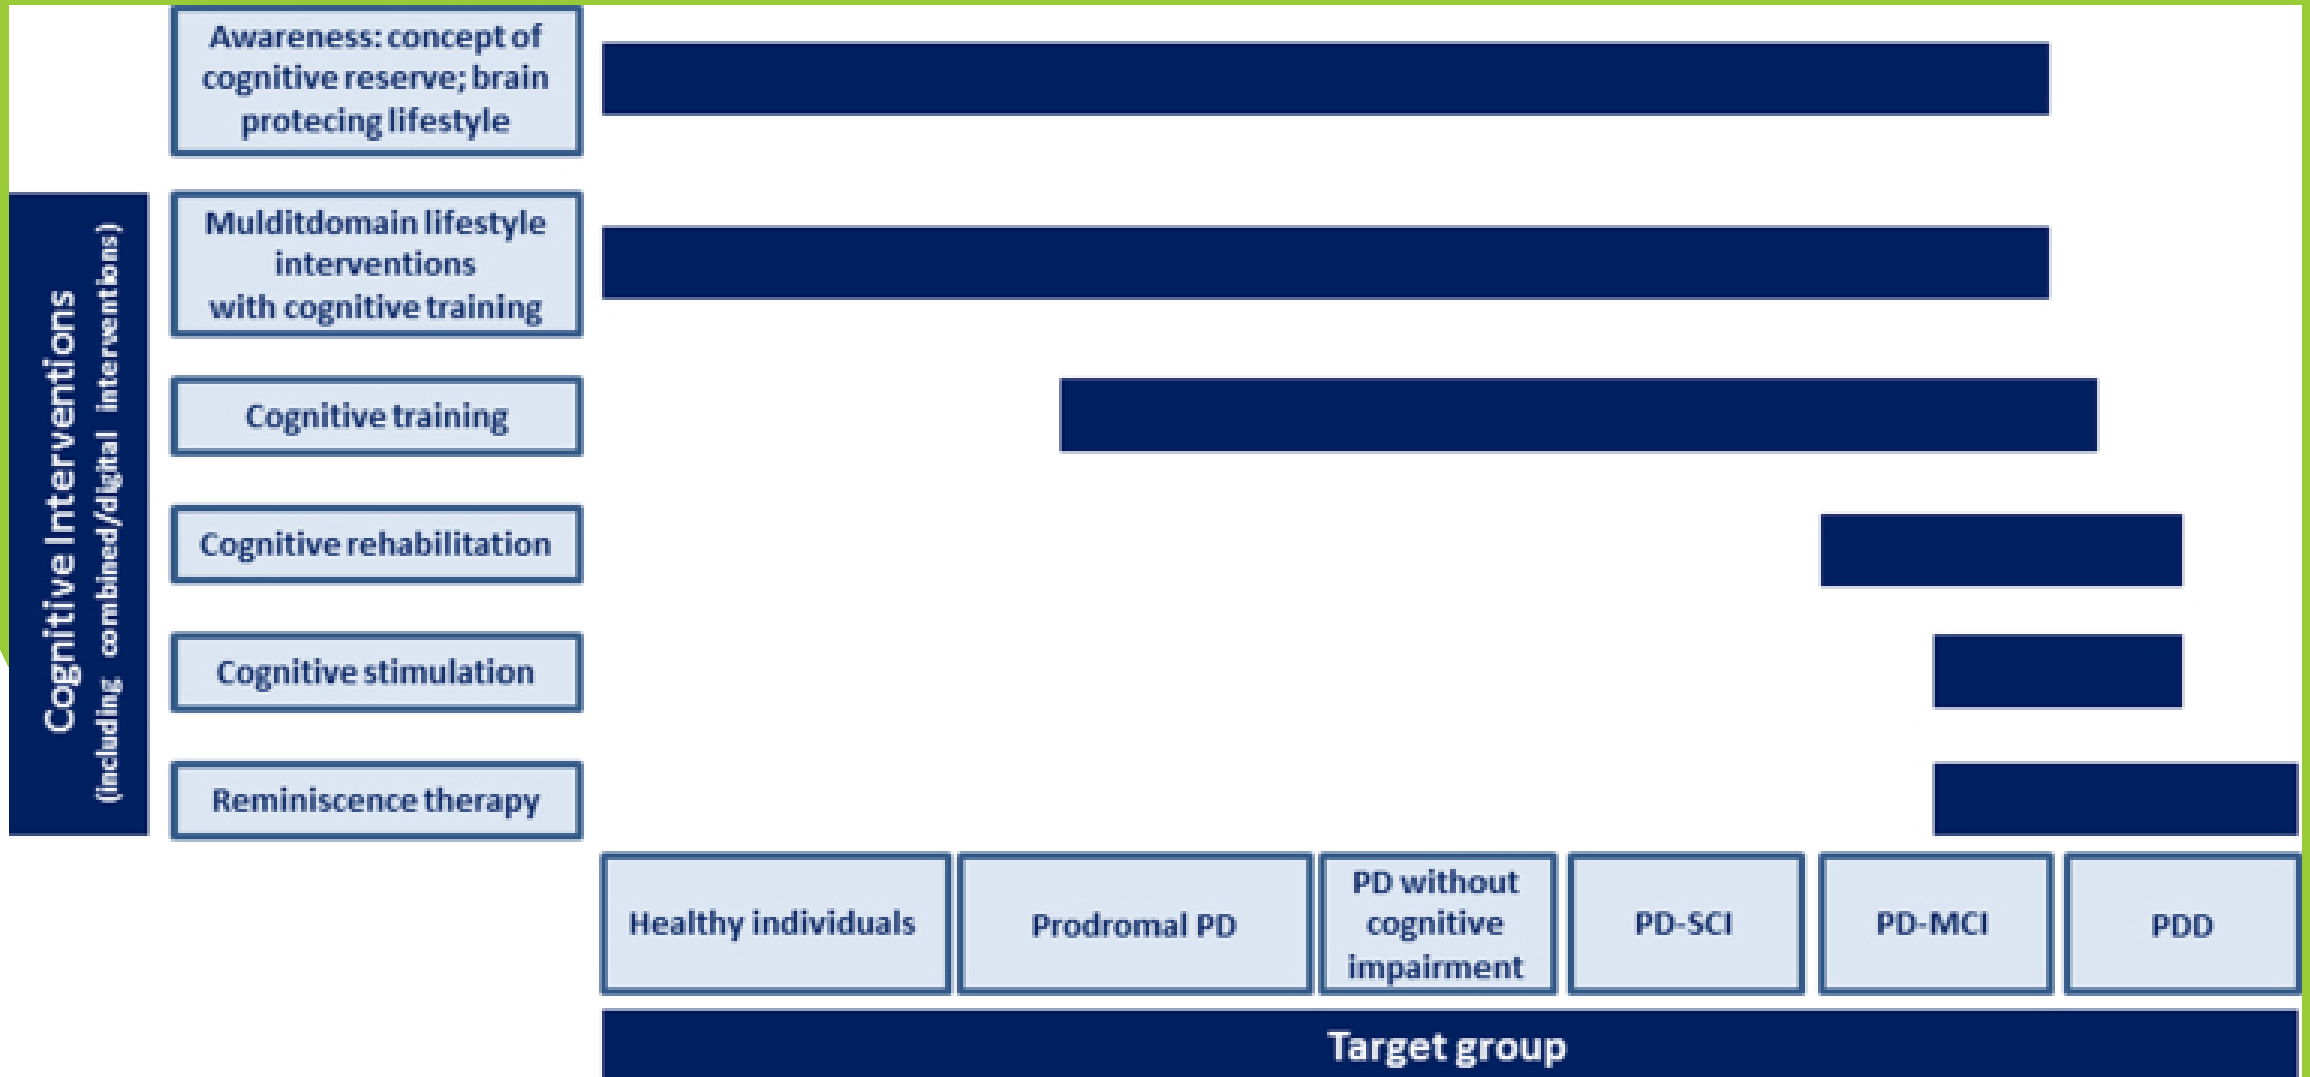 Awareness: concept of
cognitive reserve; brain
protecing lifestyle
Cognitive Interventions
(including combined/digital interventions)
Mulditdomain lifestyle
interventions
with cognitive training
Cognitive training
Cognitive rehabilitation
Cognitive stimulation
Reminiscence therapy
Healthy individuals
Prodromal PD
PD without
cognitive
impairment
PD-SCI
PD-MCI
PDD
Target group